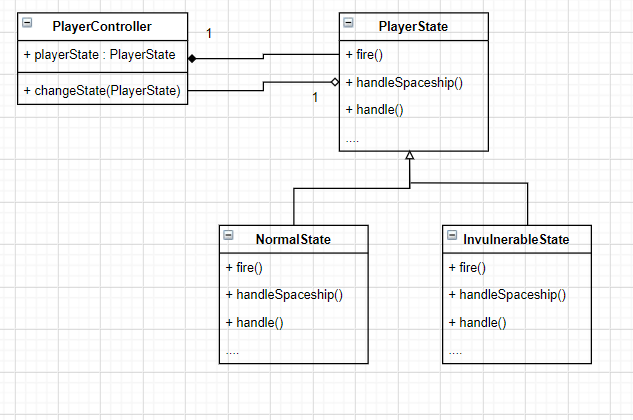 PlayerController
+ playerState : PlayerState
+ changeState(PlayerState)
1
1
PlayerState
+ fire()
+ handleSpaceship()
+ handle()
....
NormalState
+ fire()
+ handleSpaceship()
+ handle()
....
InvulnerableState
+ fire()
+ handleSpaceship()
+ handle()
....